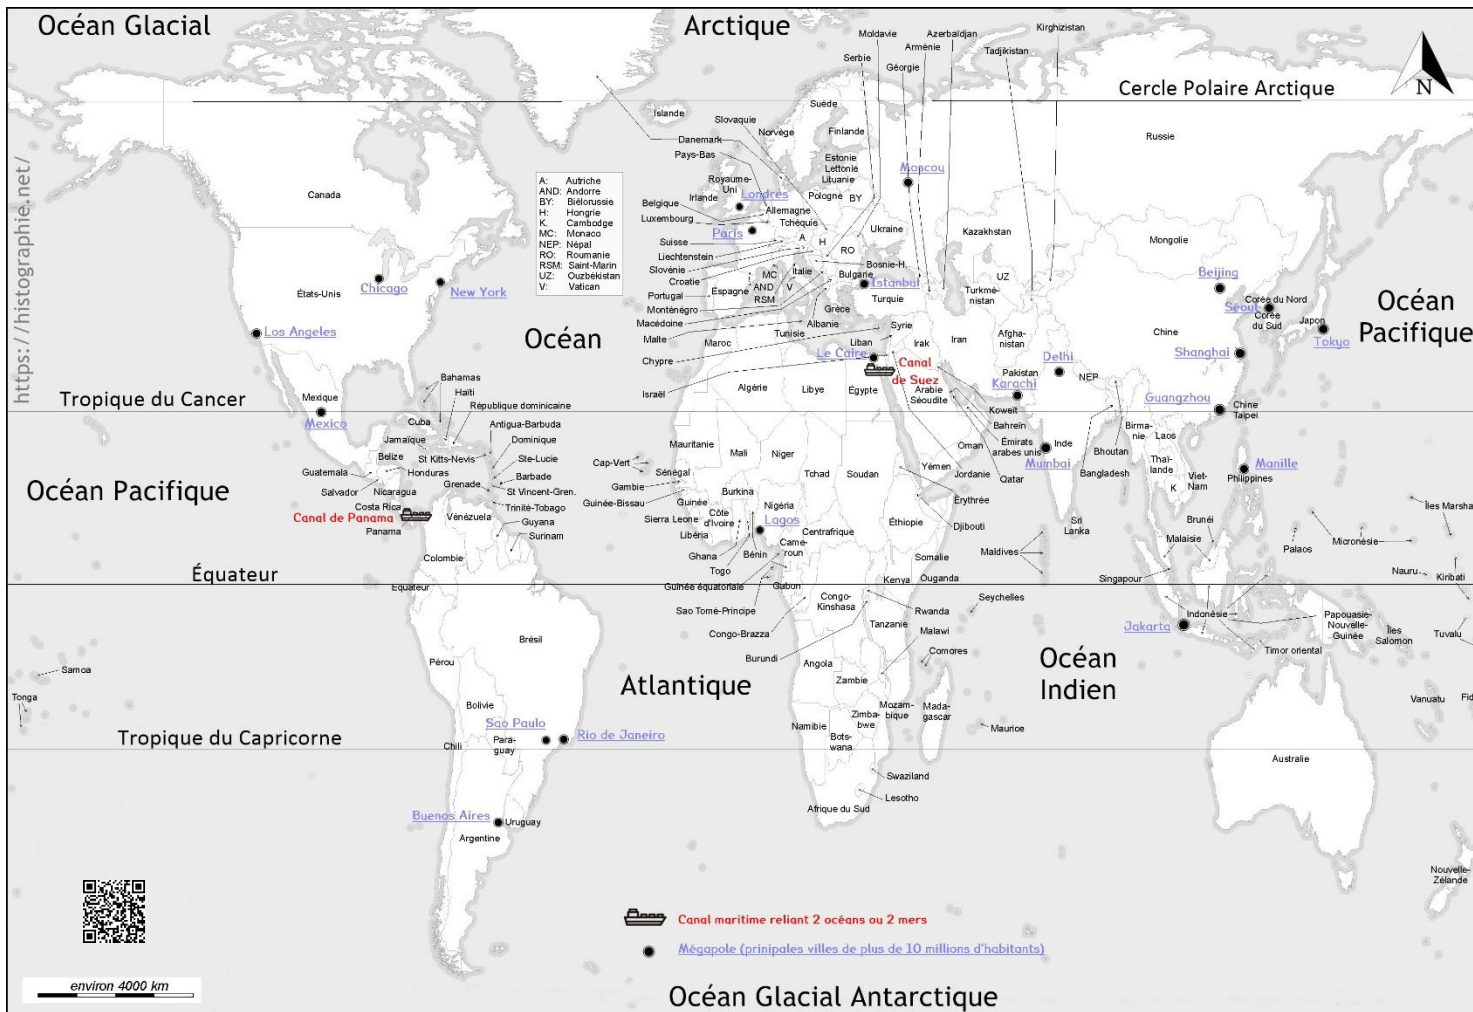 Océan Glacial
Arctique
Moldavie
Azerbaïdjan
Kirghizistan
Arménie
Tadjikistan
Serbie
Géorgie
N
Cercle Polaire Arctique
https://histographie.net/
Islande
Slovaquie
Danemark
Pays-Bas
Norvège
Suède
Finlande
Estonie
Lettonie
Lituanie
Russie
Moscou
A: Autriche
AND: Andorre
BY: Biélorussie
H: Hongrie
K. Cambodge
MC: Monaco
NEP: Népal
RO: Roumanie
RSM: Saint-Marin
UZ: Ouzbékistan
V: Vatican
Canada
Royaume-
Uni
Irlande
Londres
Pologne
BY
Belgique
Allemagne
Luxembourg
Tchéquie
Paris
Ukraine
Kazakhstan
Mongolie
Suisse
A
H
RO
Liechtenstein
Slovénie
Croatie
Bosnie-H.
MC
Italie
Bulgarie
Istanbul
UZ
Beijing
Chicago
New York
États-Unis
Espagne
AND
V
RSM
Portugal
Monténégro
Macédoine
Grèce
Turquie
Turkmé-
nistan
Corée du Nord
Séoul
Corée
du Sud
Japon
Tokyo
Océan
Pacifique
Los Angeles
Océan
Malte
Albanie
Tunisie
Maroc
Syrie
Liban
Irak
Iran
Afgha-
nistan
Chine
Chypre
Le Caire
Canal
de Suez
Delhi
Shanghai
Pakistan
NEP
Karachi
Israël
Algérie
Libye
Égypte
Arabie
Séoudite
Guangzhou
Tropique du Cancer
Mexique
Mexico
Bahamas
Haïti
République dominicaine
Cuba
Antigua-Barbuda
Jamaïque
Dominique
Belize
St Kitts-Nevis
Ste-Lucie
Guatemala
Honduras
Barbade
Salvador
Grenade
Nicaragua
St Vincent-Gren.
Costa Rica
Trinité-Tobago
Canal de Panama
Panama
Vénézuela
Guyana
Surinam
Colombie
Koweït
Bahreïn
Oman
Émirats
arabes unis
Inde
Mumbai
Chine
Taipei
Birma-
nie
Laos
Thaï-
lande
Bhoutan
Bangladesh
Viet-
Nam
K
Manille
Philippines
Mauritanie
Mali
Niger
Cap-Vert
Sénégal
Tchad
Soudan
Yémen
Jordanie
Qatar
Gambie
Guinée-Bissau
Guinée
Burkina
Nigéria
Érythrée
Océan Pacifique
Sierra Leone
Côte
d'Ivoire
Libéria
Lagos
Centrafrique
Éthiopie
Djibouti
Ghana
Bénin
Came-
roun
Togo
Somalie
Sri
Lanka
Brunéi
Malaisie
Maldives
Palaos
Micronésie
Îles Marsha
Équateur
Equateur
Guinée équatoriale
Gabon
Kenya
Ouganda
Singapour
Nauru
Kiribati
Sao Tomé-Principe
Congo-
Kinshasa
Congo-Brazza
Rwanda
Seychelles
Tanzanie
Malawi
Indonésie
Jakarta
Papouasie-
Nouvelle-
Guinée
Îles
Salomon
Tuvalu
Brésil
Pérou
Burundi
Comores
Timor oriental
Angola
Zambie
Samoa
Tonga
Atlantique
Océan
Indien
Bolivie
Mozam-
bique
Mada-
gascar
Zimba-
bwe
Vanuatu
Fid
Sao Paulo
Rio de Janeiro
Namibie
Bots-
wana
Maurice
Tropique du Capricorne
Chili
Para-
guay
Australie
Swaziland
Lesotho
Afrique du Sud
Buenos Aires
Uruguay
Argentine
Nouvelle-
Zélande
Canal maritime reliant 2 océans ou 2 mers
Mégapole (prinipales villes de plus de 10 millions d'habitants)
environ 4000 km
Océan Glacial Antarctique